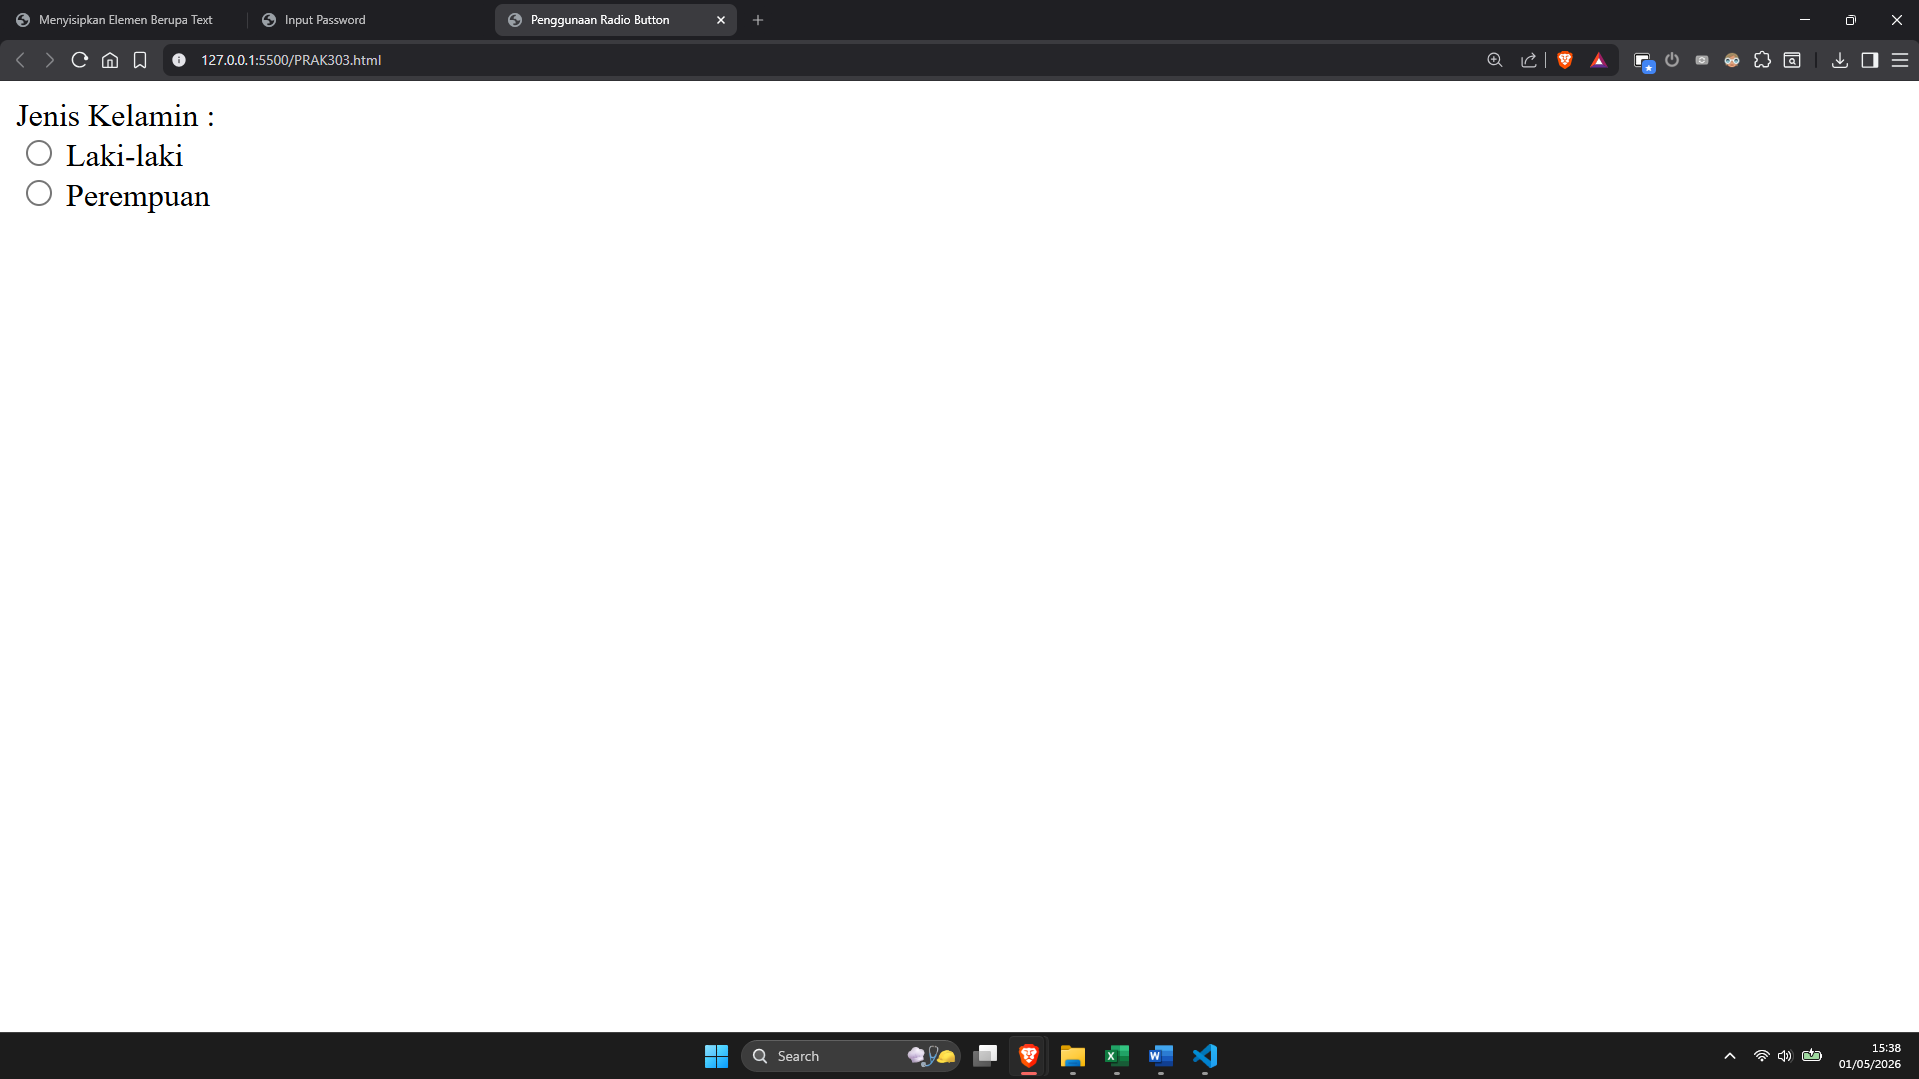 Menyisipkan Elemen Berupa Text
Input Password
Penggunaan Radio Button
127.0.0.1:5500/PRAK303.html
Jenis Kelamin :
Laki-laki
Perempuan
Search
15:38
01/05/2026